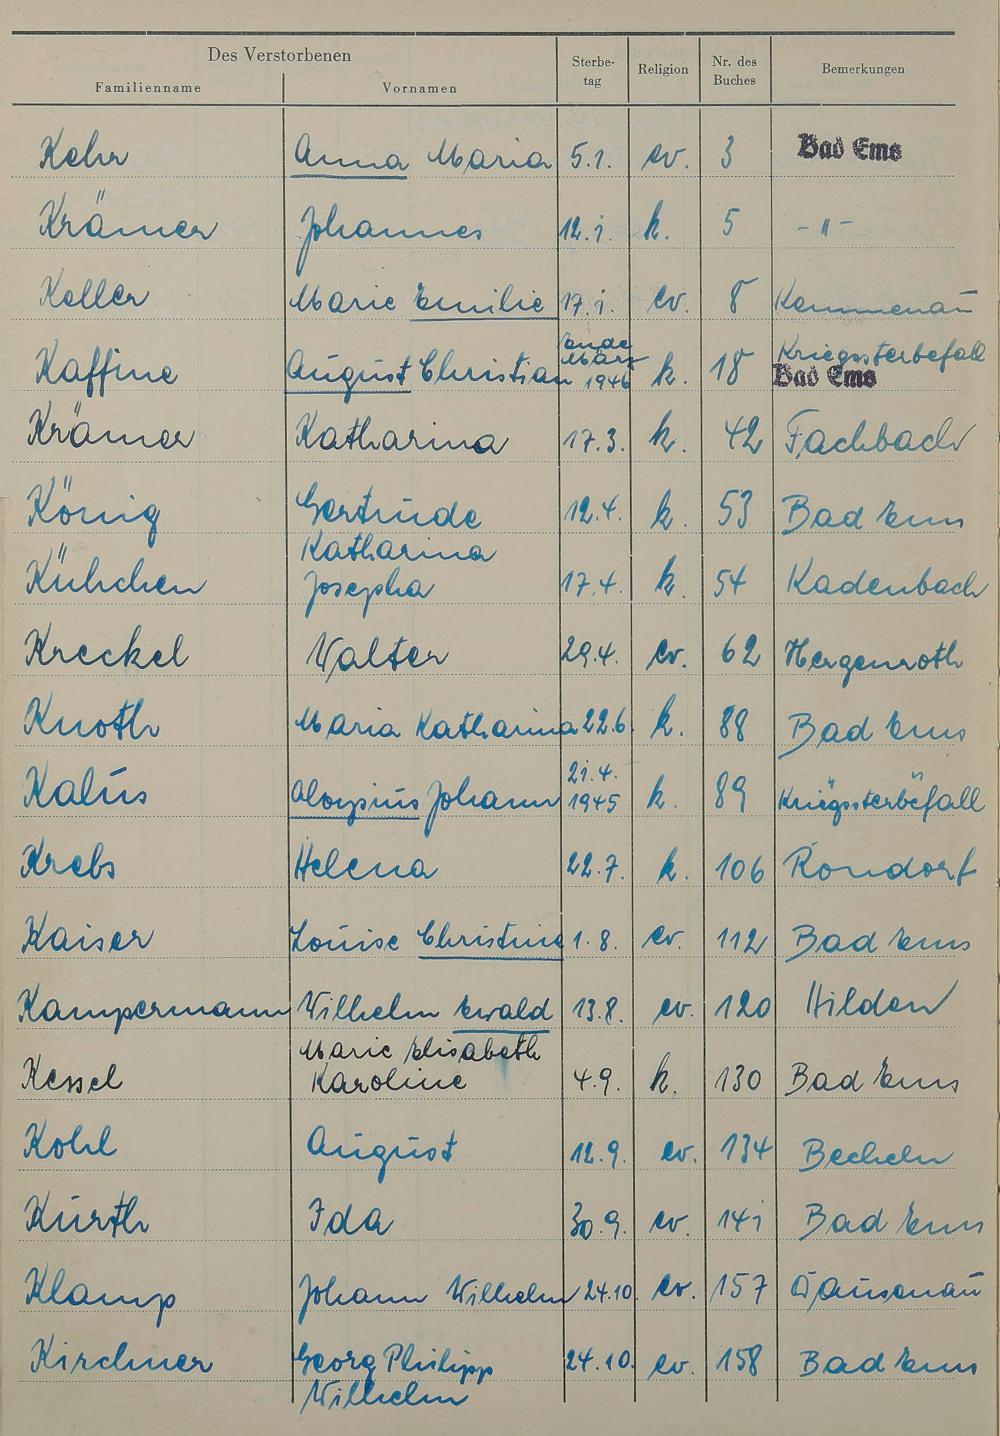 Des Verstorbenen
Familienname Vornamen Sterbe-tag Religion Nr. des Buches Bemerkungen
Kehr Anna Maria 5.1. ev. 3 Bad Ems
Krämer Johannes 12.1. k. 5 -"-
Keller Marie Emilie 17.1. ev. 8 Kemmenau
Kaffine August Christian Ende März 1946 k. 18 Kriegssterbefall Bad Ems
Krämer Katharina 17.3. k. 42 Fachbach
König Gertrude 12.4. k. 53 Bad Ems
Katharina
Kühchen Josepha 17.4. k. 54 Kadenbach
Kreckel Walter 29.4. ev. 62 Hergenroth
Knoth Maria Katharina 22.6. k. 88 Bad Ems
Kalus Aloysius Johann 21.4. 1945 k. 89 Kriegssterbefall
Krebs Helena 22.7. k. 106 Rondorf
Kaiser Louise Christine 1.8. ev. 112 Bad Ems
Kampermann Wilhelm Ewald 13.8. ev. 120 Hilden
Marie Elisabeth
Kessel Karoline 4.9. k. 130 Bad Ems
Kohl August 12.9. ev. 134 Becheln
Kurth Ida 30.9. ev. 141 Bad Ems
Klamp Johann Wilhelm 24.10. ev. 157 Dausenau
Kirchner Georg Philipp 24.10. ev. 158 Bad Ems
Wilhelm